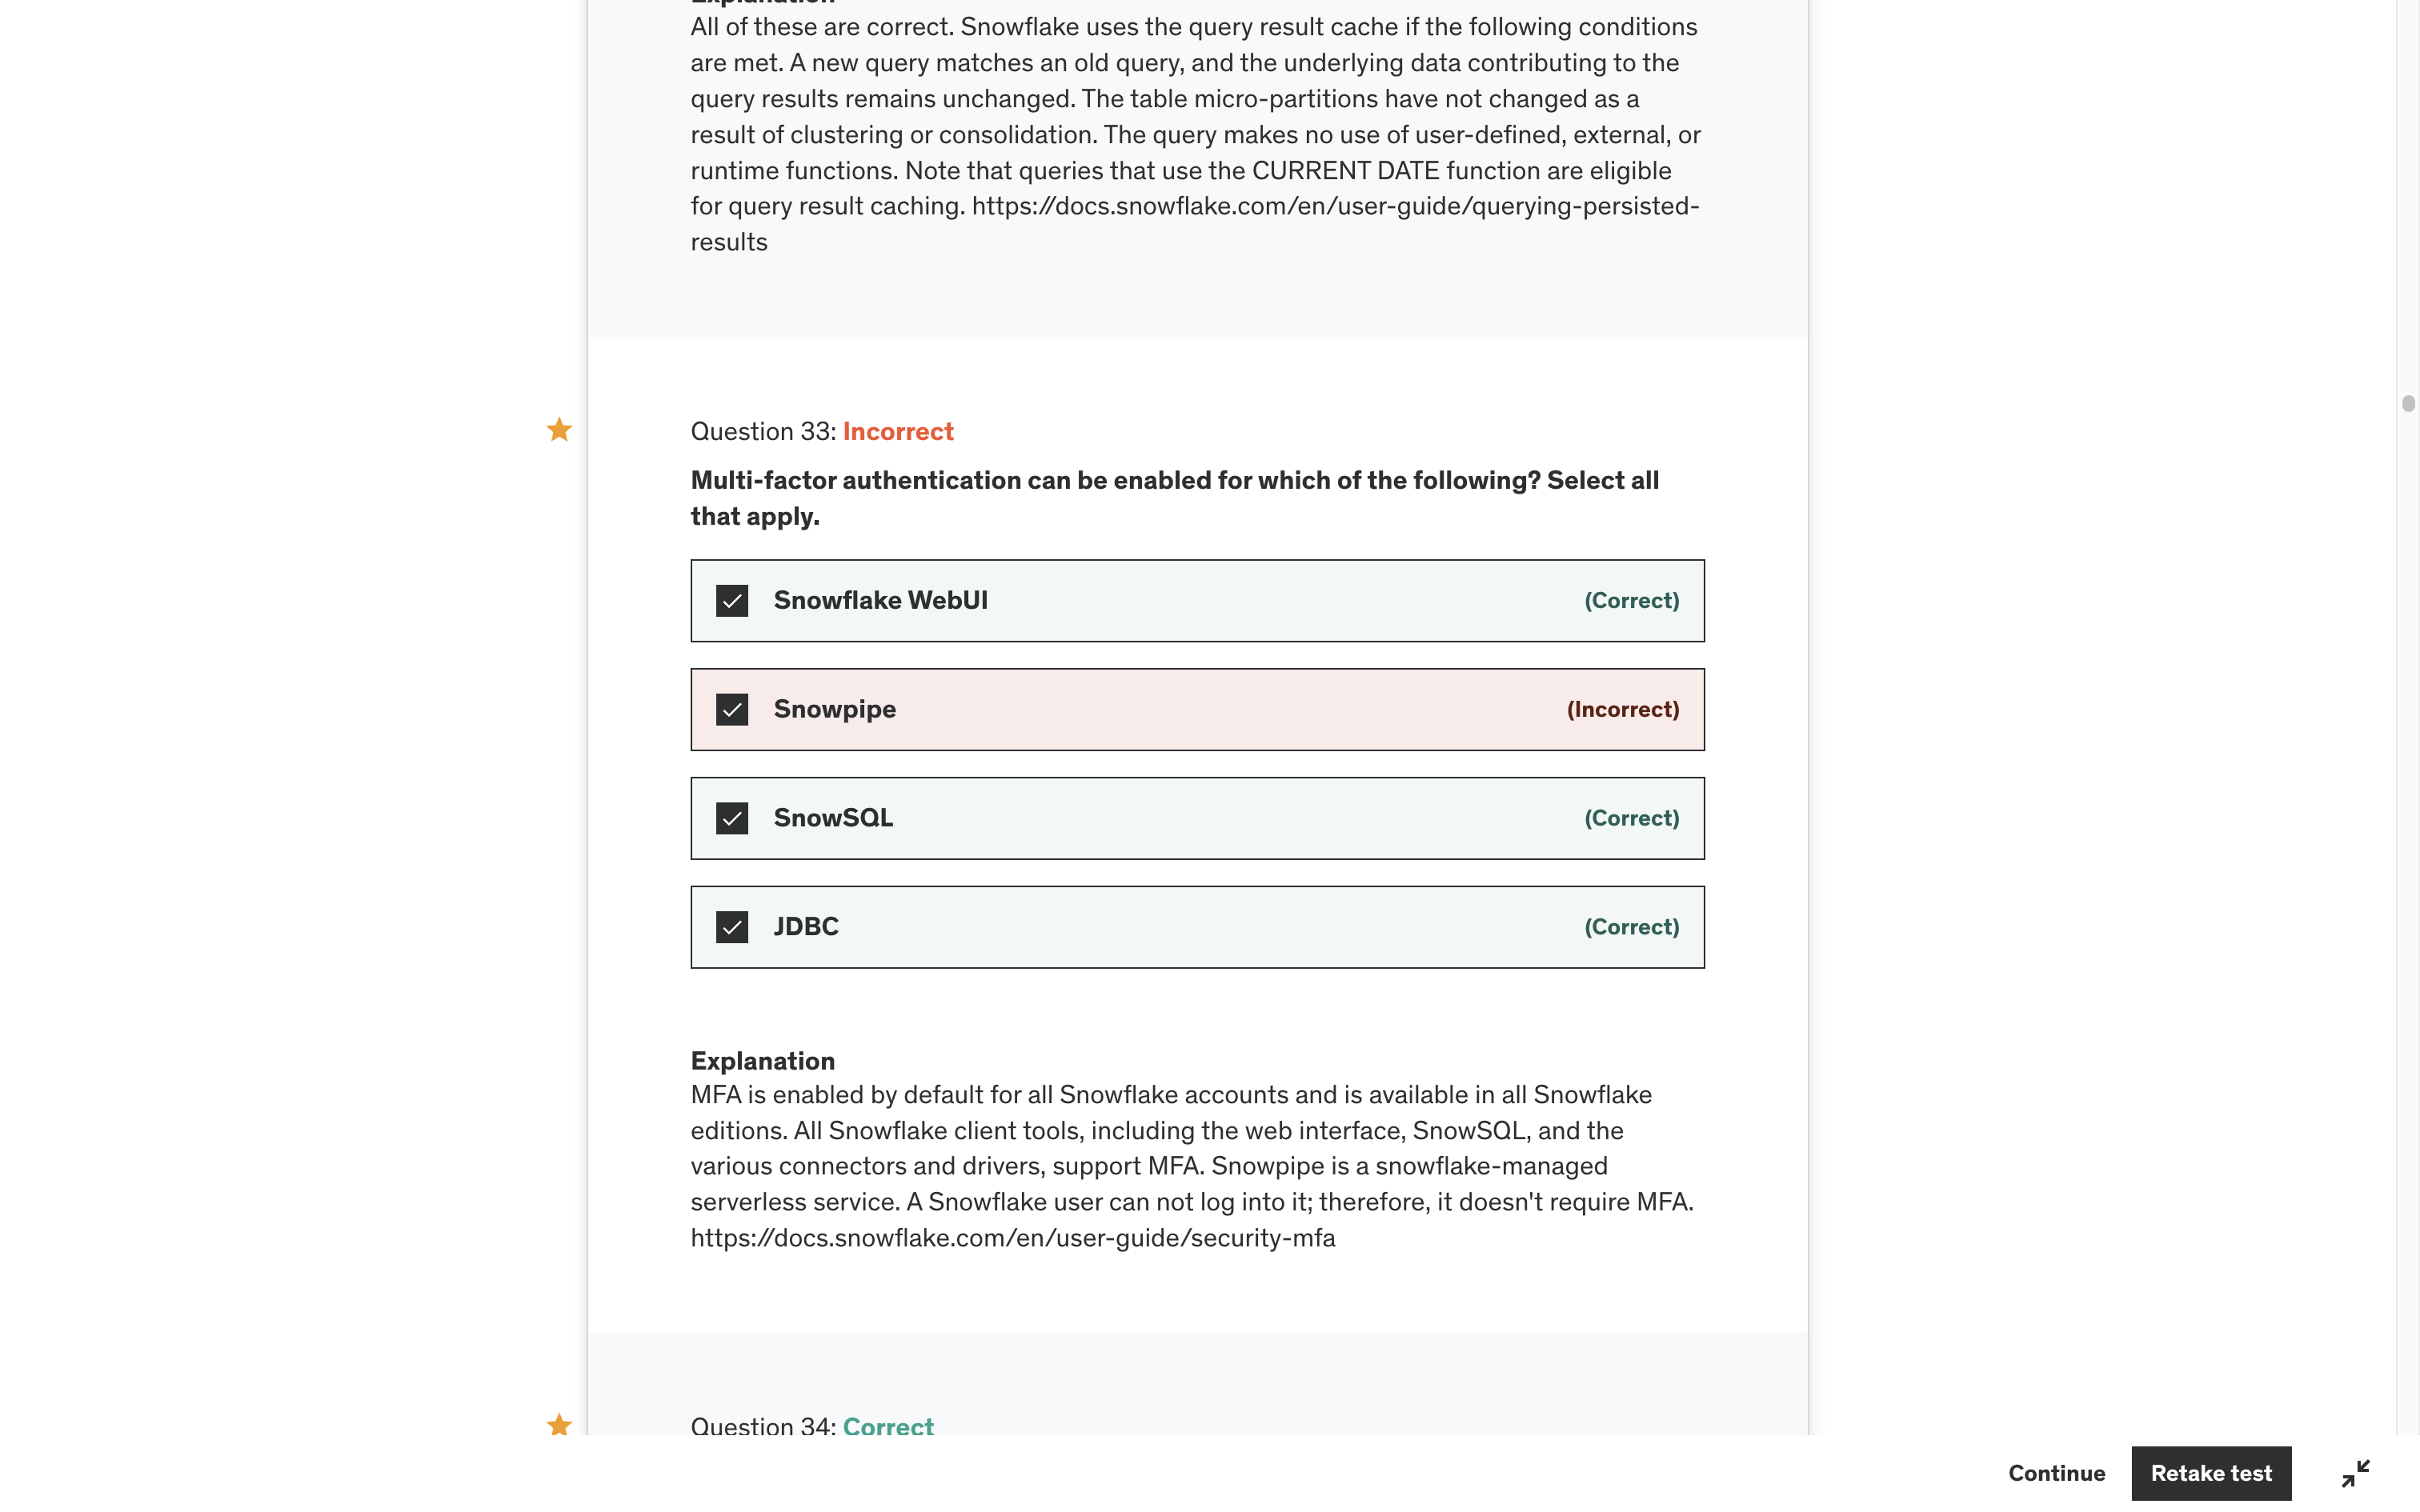 Explanation
All of these are correct. Snowflake uses the query result cache if the following conditions
are met. A new query matches an old query, and the underlying data contributing to the
query results remains unchanged. The table micro-partitions have not changed as a
result of clustering or consolidation. The query makes no use of user-defined, external, or
runtime functions. Note that queries that use the CURRENT DATE function are eligible
for query result caching. https://docs.snowflake.com/en/user-guide/querying-persisted-
results
Question 33: Incorrect
Multi-factor authentication can be enabled for which of the following? Select all
that apply.
Snowflake WebUI (Correct)
Snowpipe (Incorrect)
SnowSQL (Correct)
JDBC (Correct)
Explanation
MFA is enabled by default for all Snowflake accounts and is available in all Snowflake
editions. All Snowflake client tools, including the web interface, SnowSQL, and the
various connectors and drivers, support MFA. Snowpipe is a snowflake-managed
serverless service. A Snowflake user can not log into it; therefore, it doesn't require MFA.
https://docs.snowflake.com/en/user-guide/security-mfa
Question 34: Correct
Continue Retake test